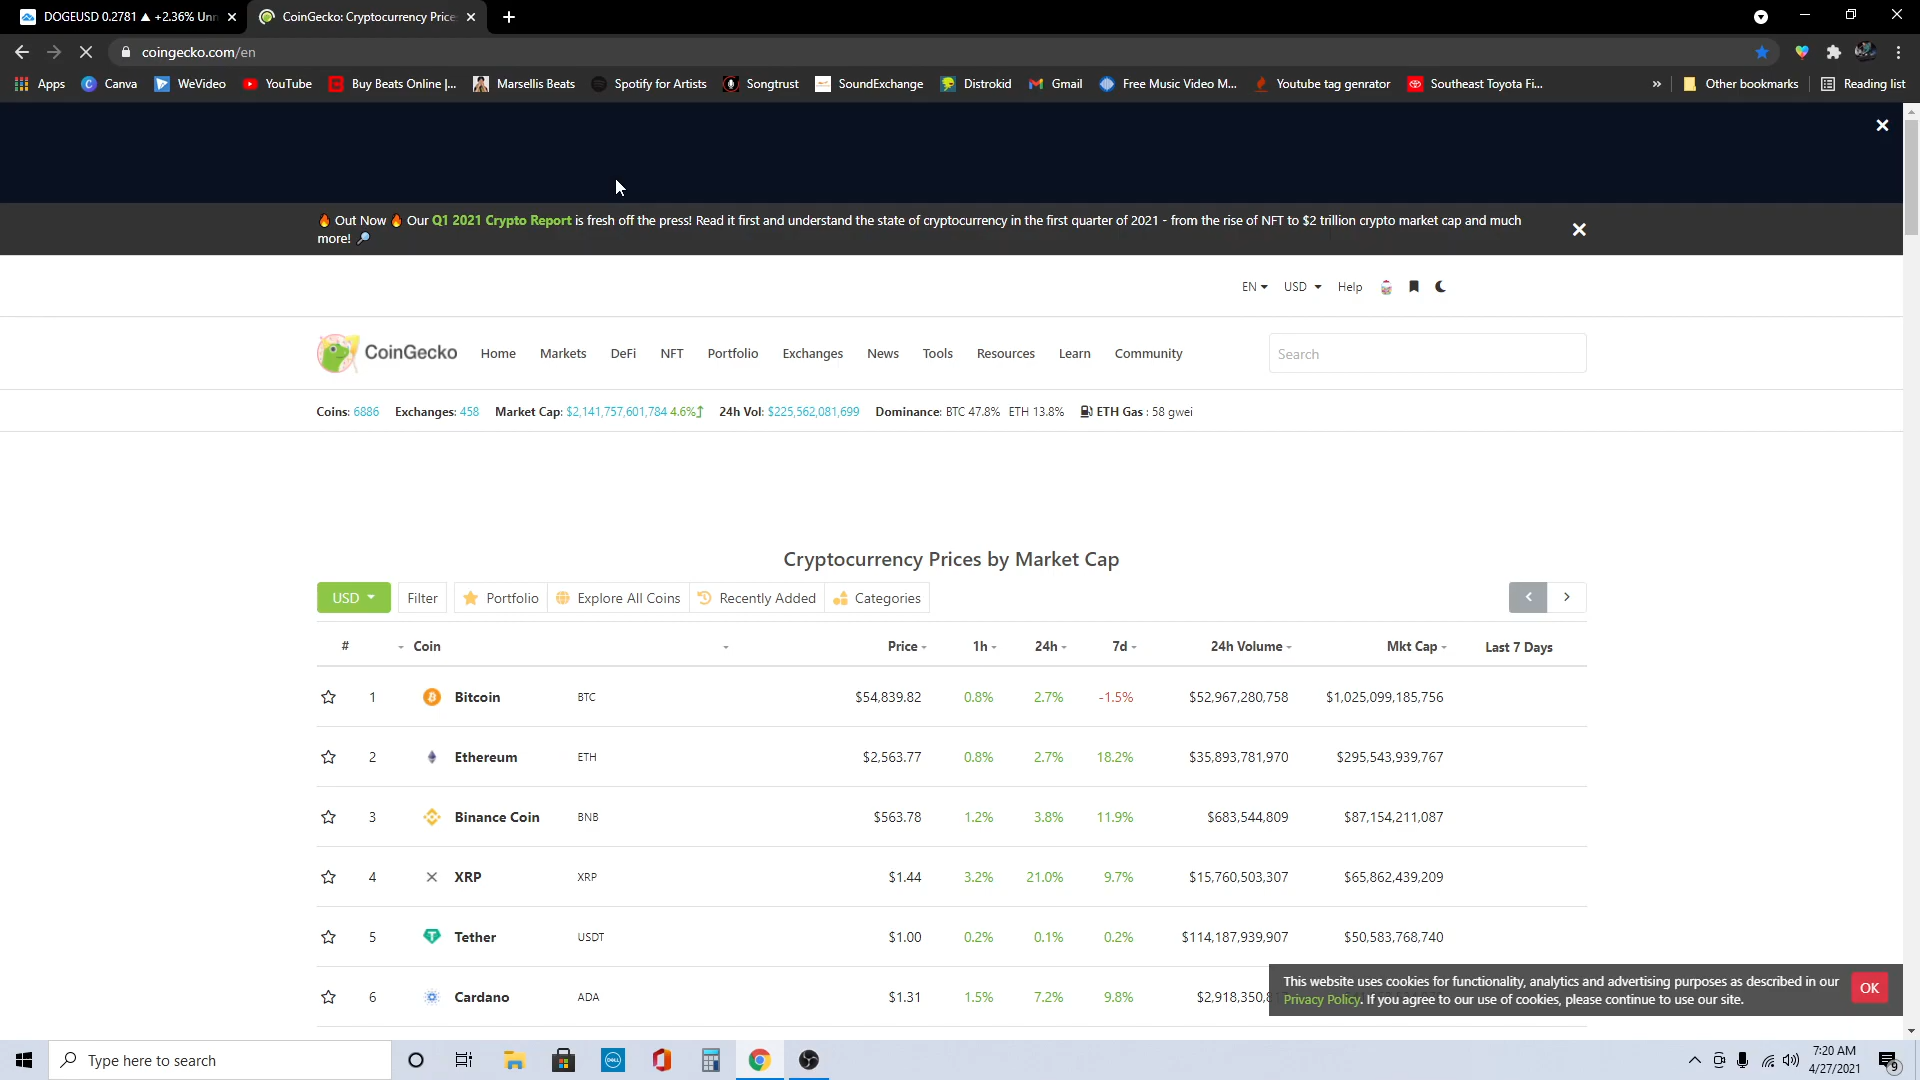 DOGEUSD 0.2781 ▲ +2.36% Unn
CoinGecko: Cryptocurrency Price
coingecko.com/en
Apps Canva WeVideo YouTube Buy Beats Online |... Marsellis Beats Spotify for Artists Songtrust SoundExchange Distrokid Gmail Free Music Video M... Youtube tag genrator Southeast Toyota Fi... » Other bookmarks Reading list
🔥 Out Now 🔥 Our Q1 2021 Crypto Report is fresh off the press! Read it first and understand the state of cryptocurrency in the first quarter of 2021 - from the rise of NFT to $2 trillion crypto market cap and much
more! 🔎
EN USD Help
CoinGecko Home Markets DeFi NFT Portfolio Exchanges News Tools Resources Learn Community Search
Coins: 6886 Exchanges: 458 Market Cap: $2,141,757,601,784 4.6% 24h Vol: $225,562,081,699 Dominance: BTC 47.8% ETH 13.8% ETH Gas : 58 gwei
Cryptocurrency Prices by Market Cap
USD Filter Portfolio Explore All Coins Recently Added Categories
# Coin Price 1h 24h 7d 24h Volume Mkt Cap Last 7 Days
1 Bitcoin BTC $54,839.82 0.8% 2.7% -1.5% $52,967,280,758 $1,025,099,185,756
2 Ethereum ETH $2,563.77 0.8% 2.7% 18.2% $35,893,781,970 $295,543,939,767
3 Binance Coin BNB $563.78 1.2% 3.8% 11.9% $683,544,809 $87,154,211,087
4 XRP XRP $1.44 3.2% 21.0% 9.7% $15,760,503,307 $65,862,439,209
5 Tether USDT $1.00 0.2% 0.1% 0.2% $114,187,939,907 $50,583,768,740
6 Cardano ADA $1.31 1.5% 7.2% 9.8% $2,918,350,8
This website uses cookies for functionality, analytics and advertising purposes as described in our
Privacy Policy. If you agree to our use of cookies, please continue to use our site.
OK
Type here to search
DELL
7:20 AM
4/27/2021
9